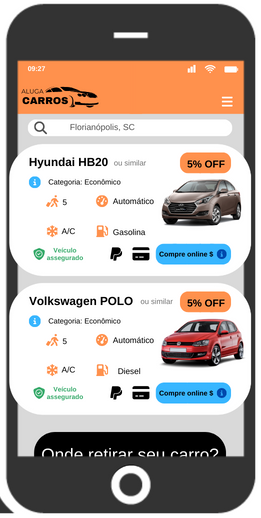 09:27
ALUGA
CARROS
Florianópolis, SC
Hyundai HB20 ou similar 5% OFF
i Categoria: Econômico
5 Automático
A/C Gasolina
Veículo
assegurado
Compre online $ i
Volkswagen POLO ou similar 5% OFF
i Categoria: Econômico
5 Automático
A/C Diesel
Veículo
assegurado
Compre online $ i
Onde retirar seu carro?